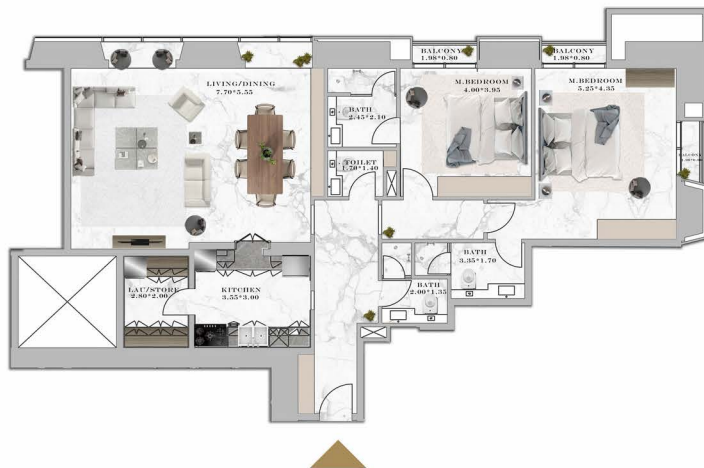 BALCONY
1.98*0.80
BALCONY
1.98*0.80
LIVING/DINING
7.70*5.55
M.BEDROOM
4.00*3.95
M.BEDROOM
5.25*4.35
BATH
2.45*2.10
TOILET
1.70*1.40
BALCONY
BATH
3.35*1.70
LAU/STORE
2.80*2.00
KITCHEN
3.55*3.00
BATH
2.00*1.35